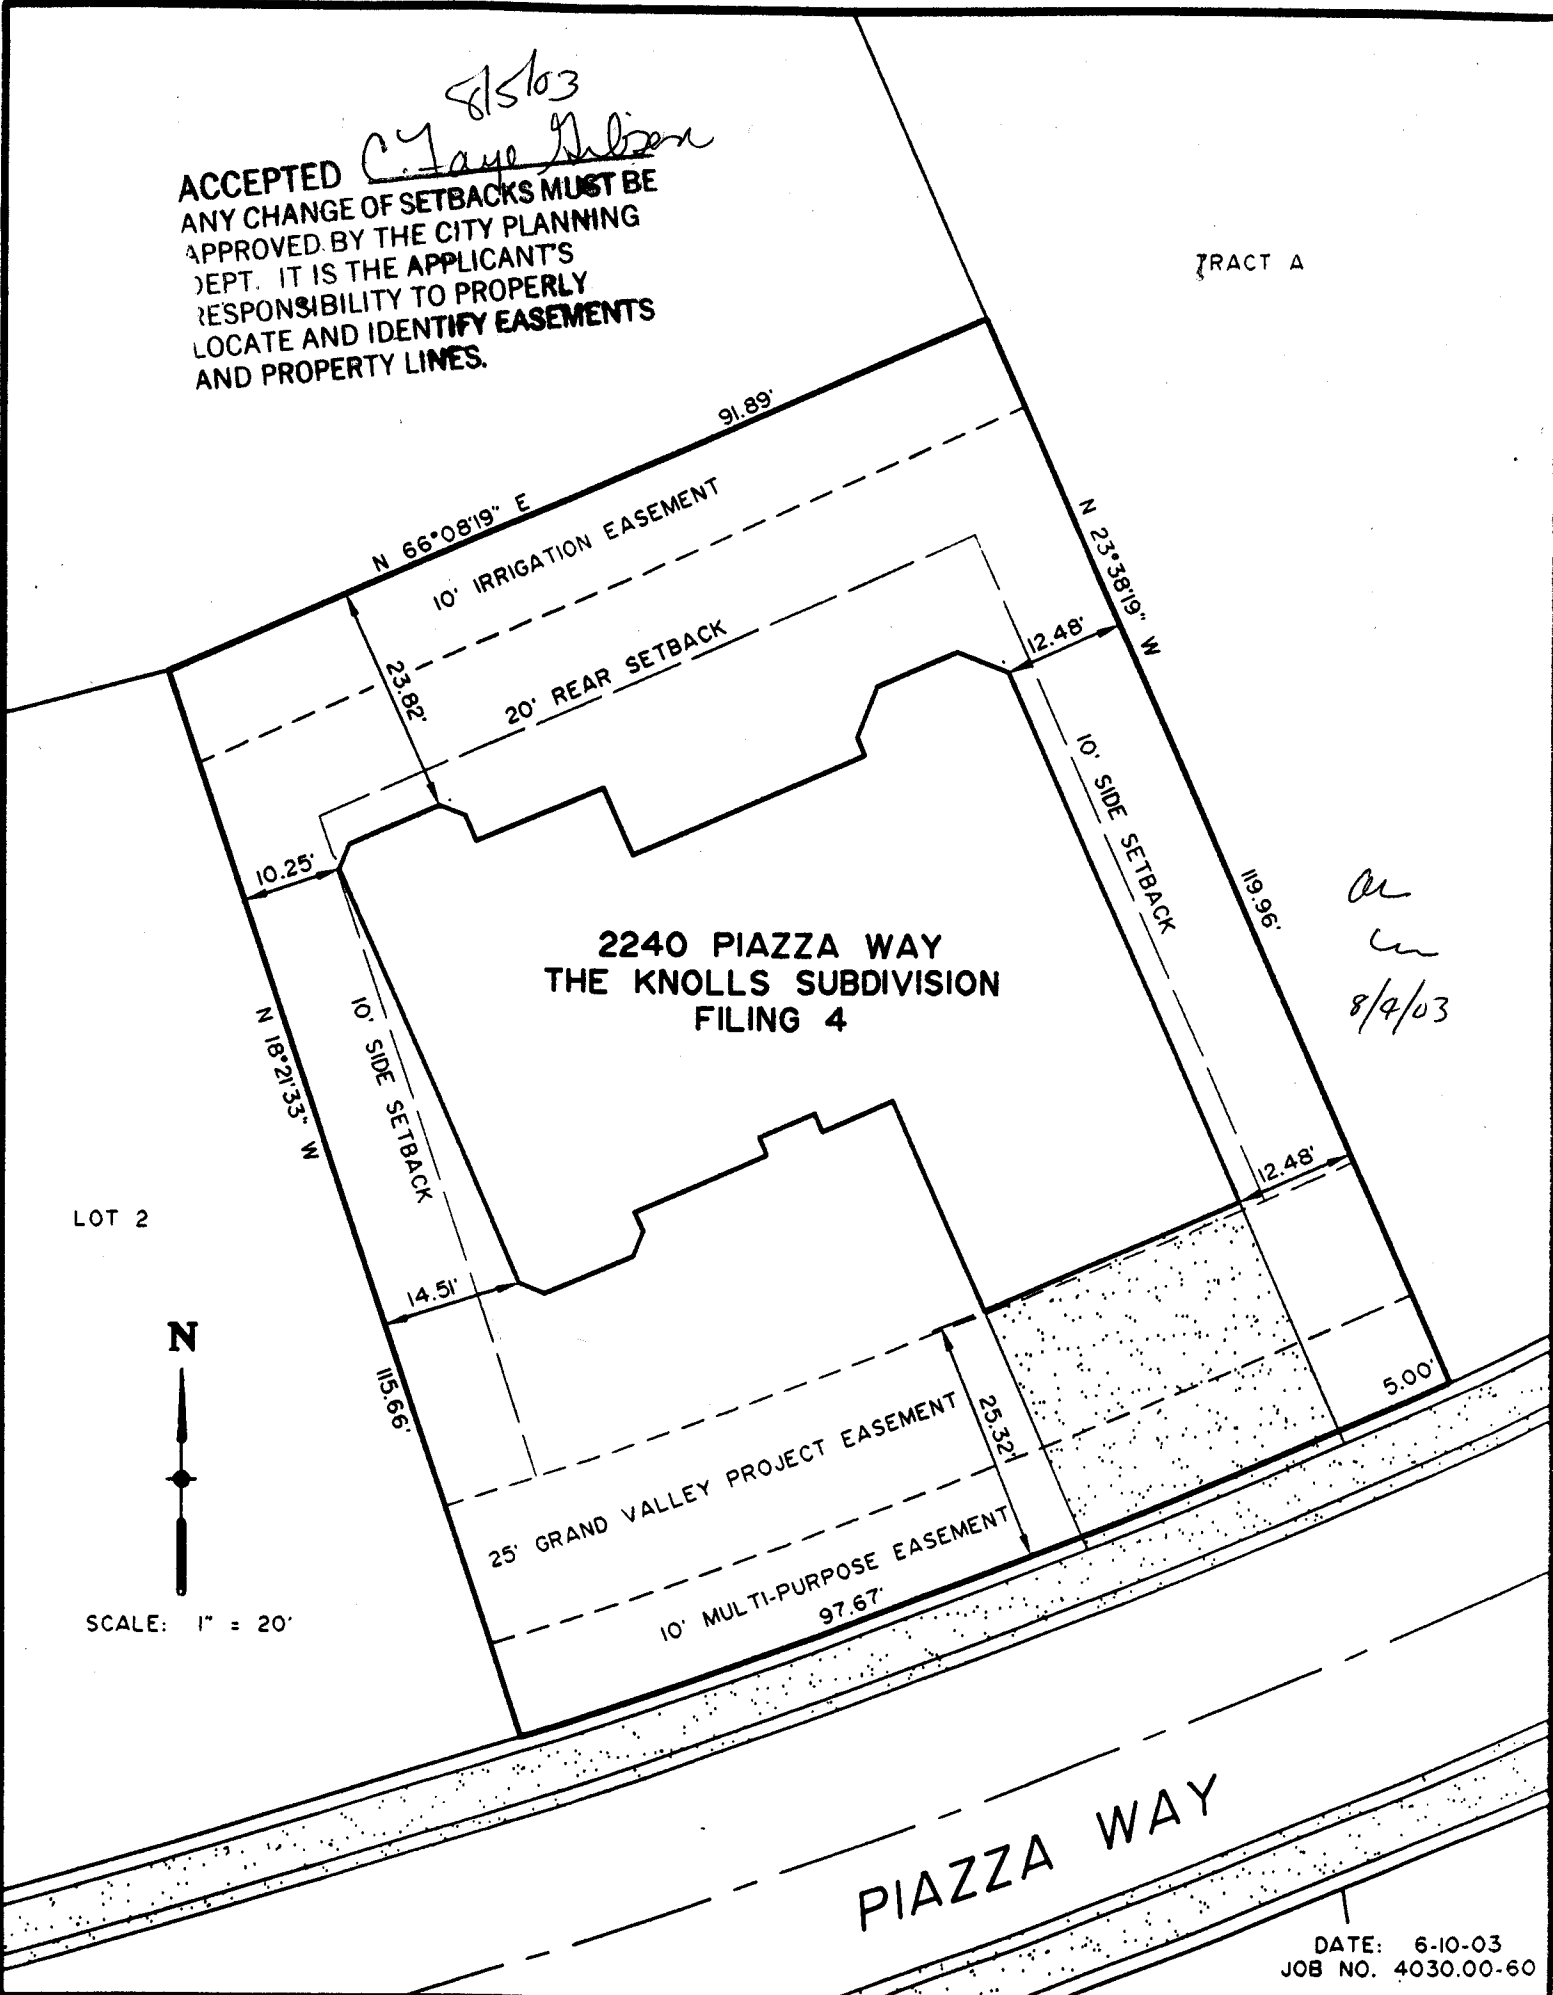 8/5/03
ACCEPTED C. Faye Gibson
ANY CHANGE OF SETBACKS MUST BE
APPROVED BY THE CITY PLANNING
DEPT. IT IS THE APPLICANT'S
RESPONSIBILITY TO PROPERLY
LOCATE AND IDENTIFY EASEMENTS
AND PROPERTY LINES.
TRACT A
91.89'
N 66°08'19" E
10' IRRIGATION EASEMENT
N 23°38'19" W
20' REAR SETBACK
23.82'
12.48'
10' SIDE SETBACK
10.25'
119.96'
2240 PIAZZA WAY
THE KNOLLS SUBDIVISION
FILING 4
8/4/03
10' SIDE SETBACK
N 18°21'33" W
12.48'
LOT 2
14.51'
N
115.66'
5.00'
25.32'
25' GRAND VALLEY PROJECT EASEMENT
10' MULTI-PURPOSE EASEMENT
97.67'
SCALE: 1" = 20'
PIAZZA WAY
DATE: 6-10-03
JOB NO. 4030.00-60